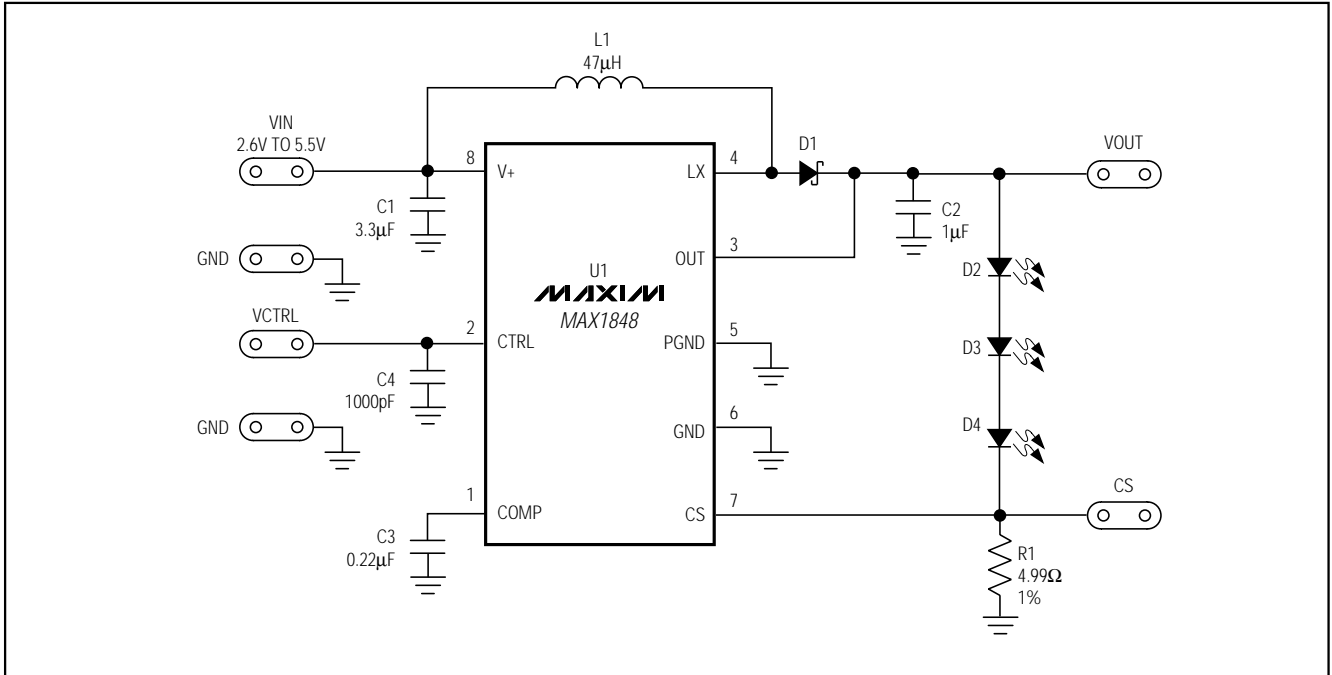 L1
47µH
VIN
2.6V TO 5.5V
8
V+
LX
4
D1
VOUT
C1
3.3µF
C2
1µF
GND
OUT
3
D2
U1
MAXIM
MAX1848
VCTRL
2
CTRL
PGND
5
D3
C4
1000pF
GND
GND
6
D4
1
COMP
CS
7
CS
C3
0.22µF
R1
4.99Ω
1%